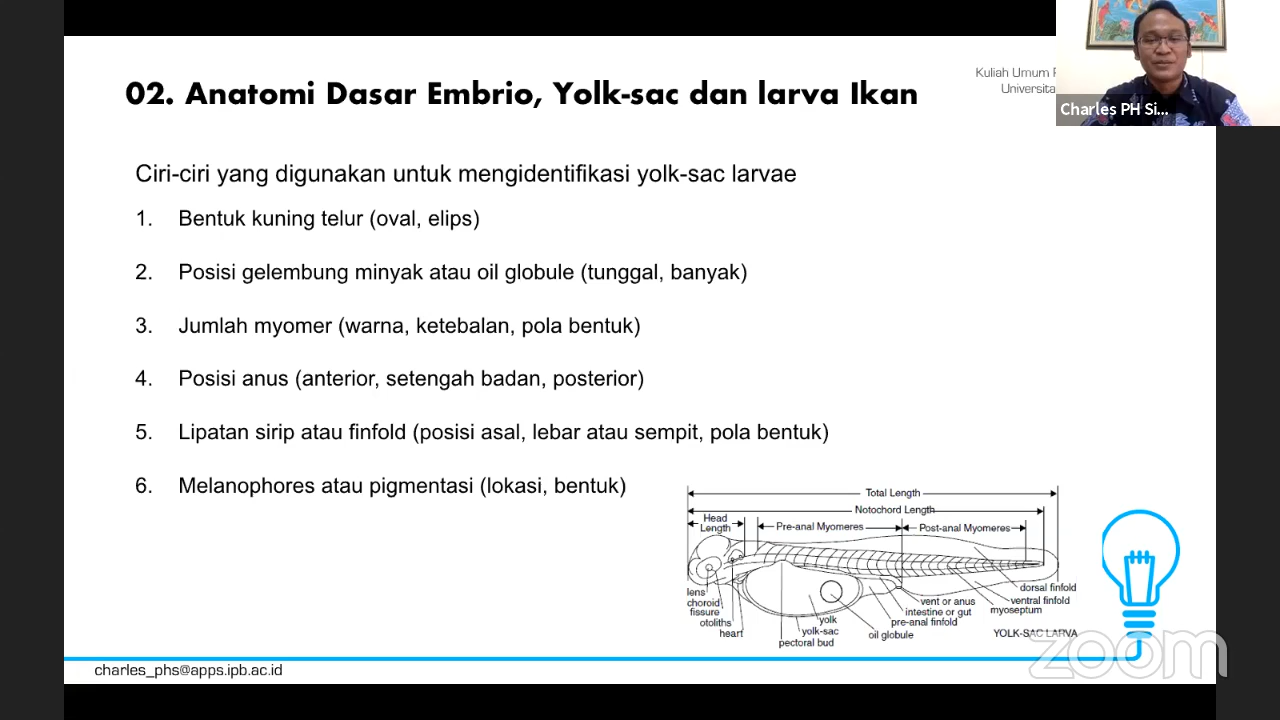 02. Anatomi Dasar Embrio, Yolk-sac dan larva Ikan
Kuliah Umum
Charles PH Si...
Ciri-ciri yang digunakan untuk mengidentifikasi yolk-sac larvae
1. Bentuk kuning telur (oval, elips)
2. Posisi gelembung minyak atau oil globule (tunggal, banyak)
3. Jumlah myomer (warna, ketebalan, pola bentuk)
4. Posisi anus (anterior, setengah badan, posterior)
5. Lipatan sirip atau finfold (posisi asal, lebar atau sempit, pola bentuk)
6. Melanophores atau pigmentasi (lokasi, bentuk)
Total Length
Notochord Length
Head
Length
Pre-anal Myomeres
Post-anal Myomeres
lens
choroid
fissure
otoliths
heart
yolk
yolk-sac
pectoral bud
oil globule
pre-anal finfold
intestine or gut
vent or anus
dorsal finfold
ventral finfold
myoseptum
YOLK-SAC LARVA
zoom
charles_phs@apps.ipb.ac.id